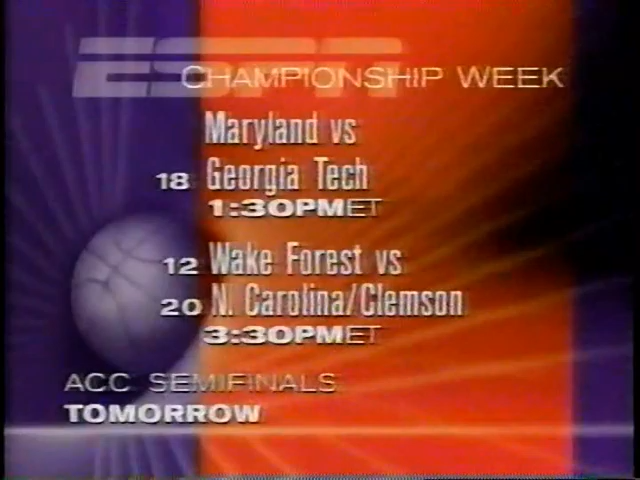 ESPN
CHAMPIONSHIP WEEK
Maryland vs
18 Georgia Tech
1:30PMET
12 Wake Forest vs
20 N. Carolina/Clemson
3:30PMET
ACC SEMIFINALS
TOMORROW